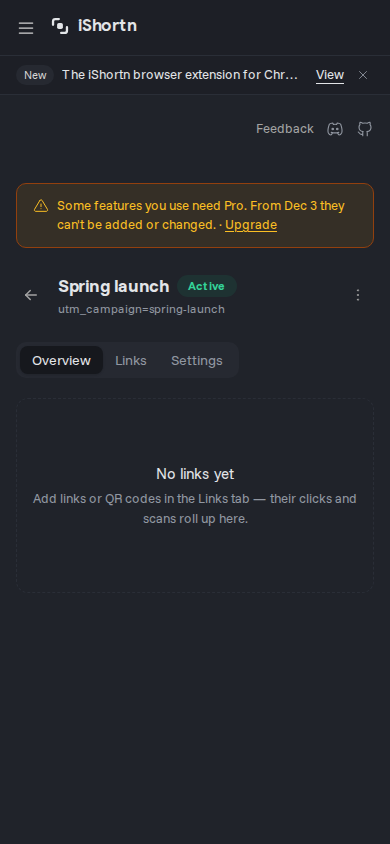 iShortn
New The iShortn browser extension for Chr... View
Feedback
Some features you use need Pro. From Dec 3 they
can't be added or changed. · Upgrade
Spring launch Active
utm_campaign=spring-launch
Overview Links Settings
No links yet
Add links or QR codes in the Links tab — their clicks and
scans roll up here.